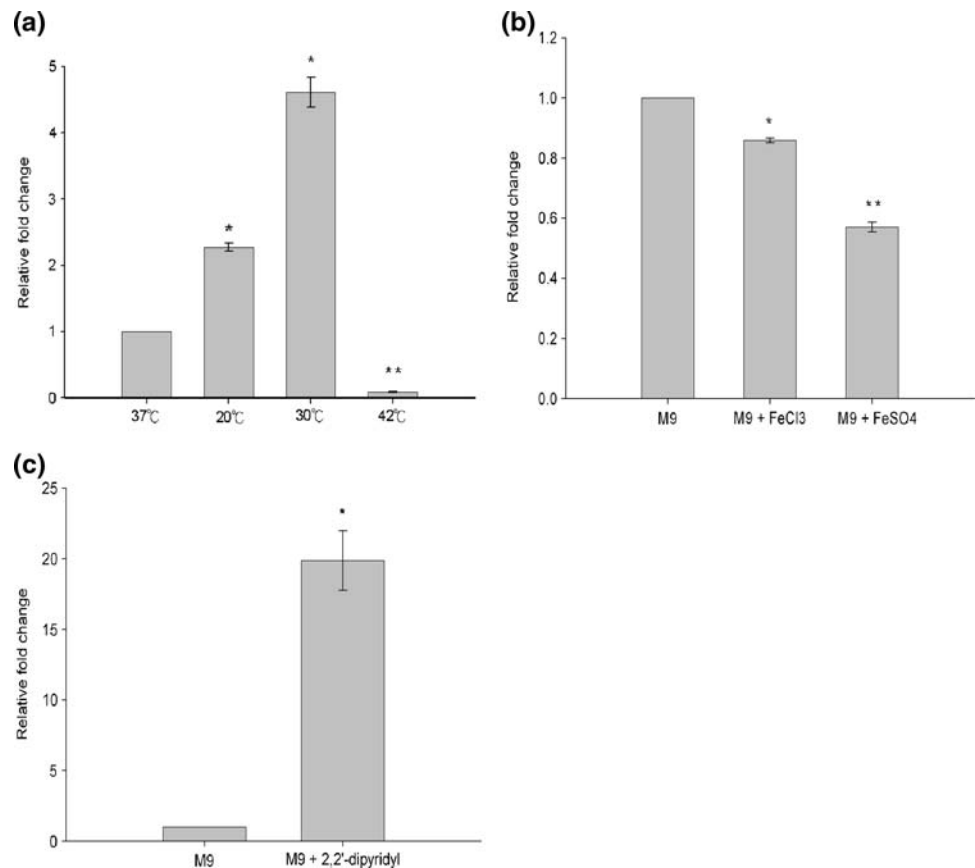 (a)
Relative fold change
5
4
3
2
1
0
*
*
**
37℃ 20℃ 30℃ 42℃
(b)
Relative fold change
1.2
1.0
0.8
0.6
0.4
0.2
0.0
*
**
M9 M9 + FeCl3 M9 + FeSO4
(c)
Relative fold change
25
20
15
10
5
0
*
M9 M9 + 2,2'-dipyridyl